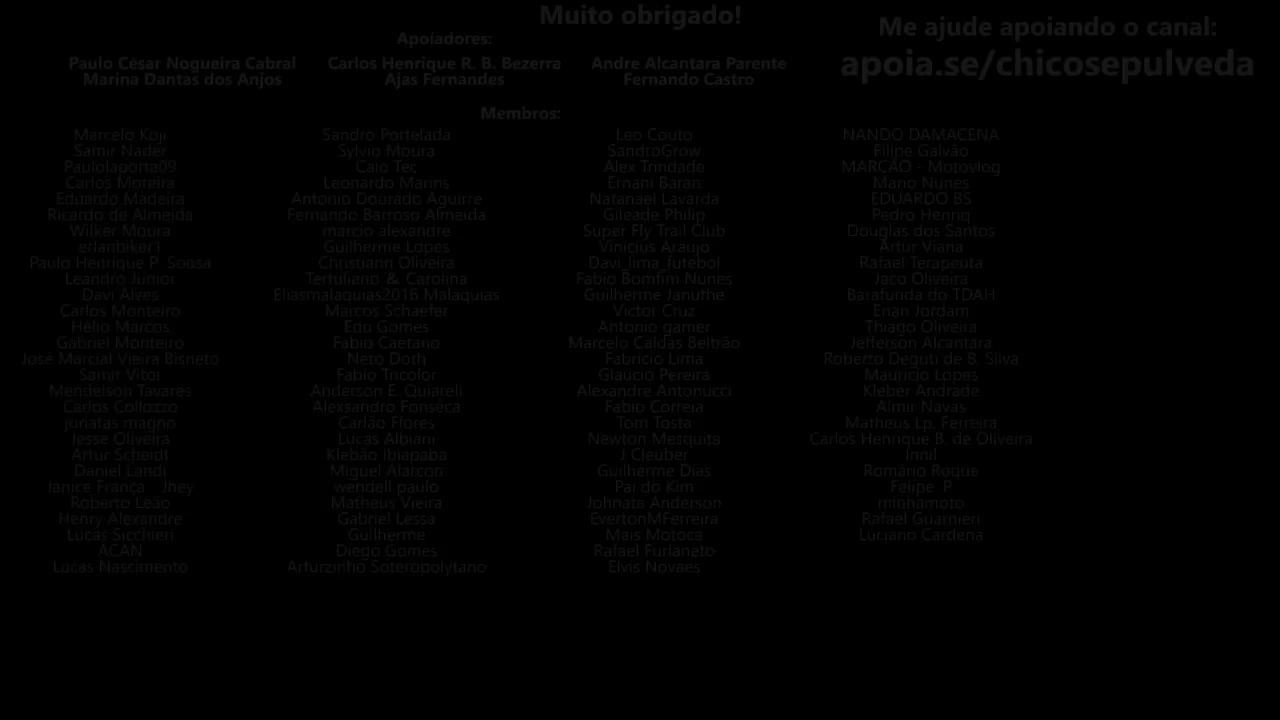 Muito obrigado!
Me ajude apoiando o canal:
apoia.se/chicosepulveda
Apoiadores:
Paulo César Nogueira Cabral
Marina Dantas dos Anjos
Carlos Henrique R. B. Bezerra
Ajas Fernandes
Andre Alcantara Parente
Fernando Castro
Membros:
Marcelo Koji
Samir Nader
Paulolaporta09
Carlos Moreira
Eduardo Madeira
Ricardo de Almeida
Wilker Moura
erlanbiker1
Paulo Henrique P. Sousa
Leandro Junior
Davi Alves
Carlos Monteiro
Helio Marcos
Gabriel Monteiro
José Marcial Vieira Bisneto
Samir Vitor
Mendelson Tavares
Carlos Collozzo
jonatas magno
Jesse Oliveira
Artur Scheidt
Daniel Landi
Janice França _ Jhey
Roberto Leão
Henry Alexandre
Lucas Sicchieri
ACAN
Lucas Nascimento
Sandro Portelada
Sylvio Moura
Caio Tec
Leonardo Marins
Antonio Dourado Aguirre
Fernando Barroso Almeida
marcio alexandre
Guilherme Lopes
Christiann Oliveira
Tertuliano & Carolina
Eliasmalaquias2016 Malaquias
Marcos Schaefer
Edo Gomes
Fabio Caetano
Neto Doth
Fabio Tricolor
Anderson E. Quiareli
Alexsandro Fonsêca
Carlão Flores
Lucas Albiani
Klebão Ibiapaba
Miguel Alarcon
wendell paulo
Matheus Vieira
Gabriel Lessa
Guilherme
Diego Gomes
Arturzinho Soteropolytano
Leo Couto
SandroGrow
Alex Trindade
Ernani Baran
Natanael Lavarda
Gileade Philip
Super Fly Trail Club
Vinicius Araujo
Davi_lima_futebol
Fabio Bomfim Nunes
Guilherme Januthe
Victor Cruz
Antonio gamer
Marcelo Caldas Beltrão
Fabricio Lima
Glaucio Pereira
Alexandre Antonucci
Fabio Correia
Tom Tosta
Newton Mesquita
J Cleuber
Guilherme Dias
Pai do Kim
Johnata Anderson
EvertonMFerreira
Mais Motoca
Rafael Furlaneto
Elvis Novaes
NANDO DAMACENA
Filipe Galvão
MARCÃO - Motovlog
Mano Nunes
EDUARDO BS
Pedro Henriq
Douglas dos Santos
Artur Viana
Rafael Terapeuta
Jaco Oliveira
Barafunda do TDAH
Enan Jordam
Thiago Oliveira
Jefferson Alcantara
Roberto Deguti de B. Silva
Mauricio Lopes
Kleber Andrade
Almir Navas
Matheus Lp. Ferreira
Carlos Henrique B. de Oliveira
Innil
Romário Roque
Felipe_P
minhamoto
Rafael Guarnieri
Luciano Cardena